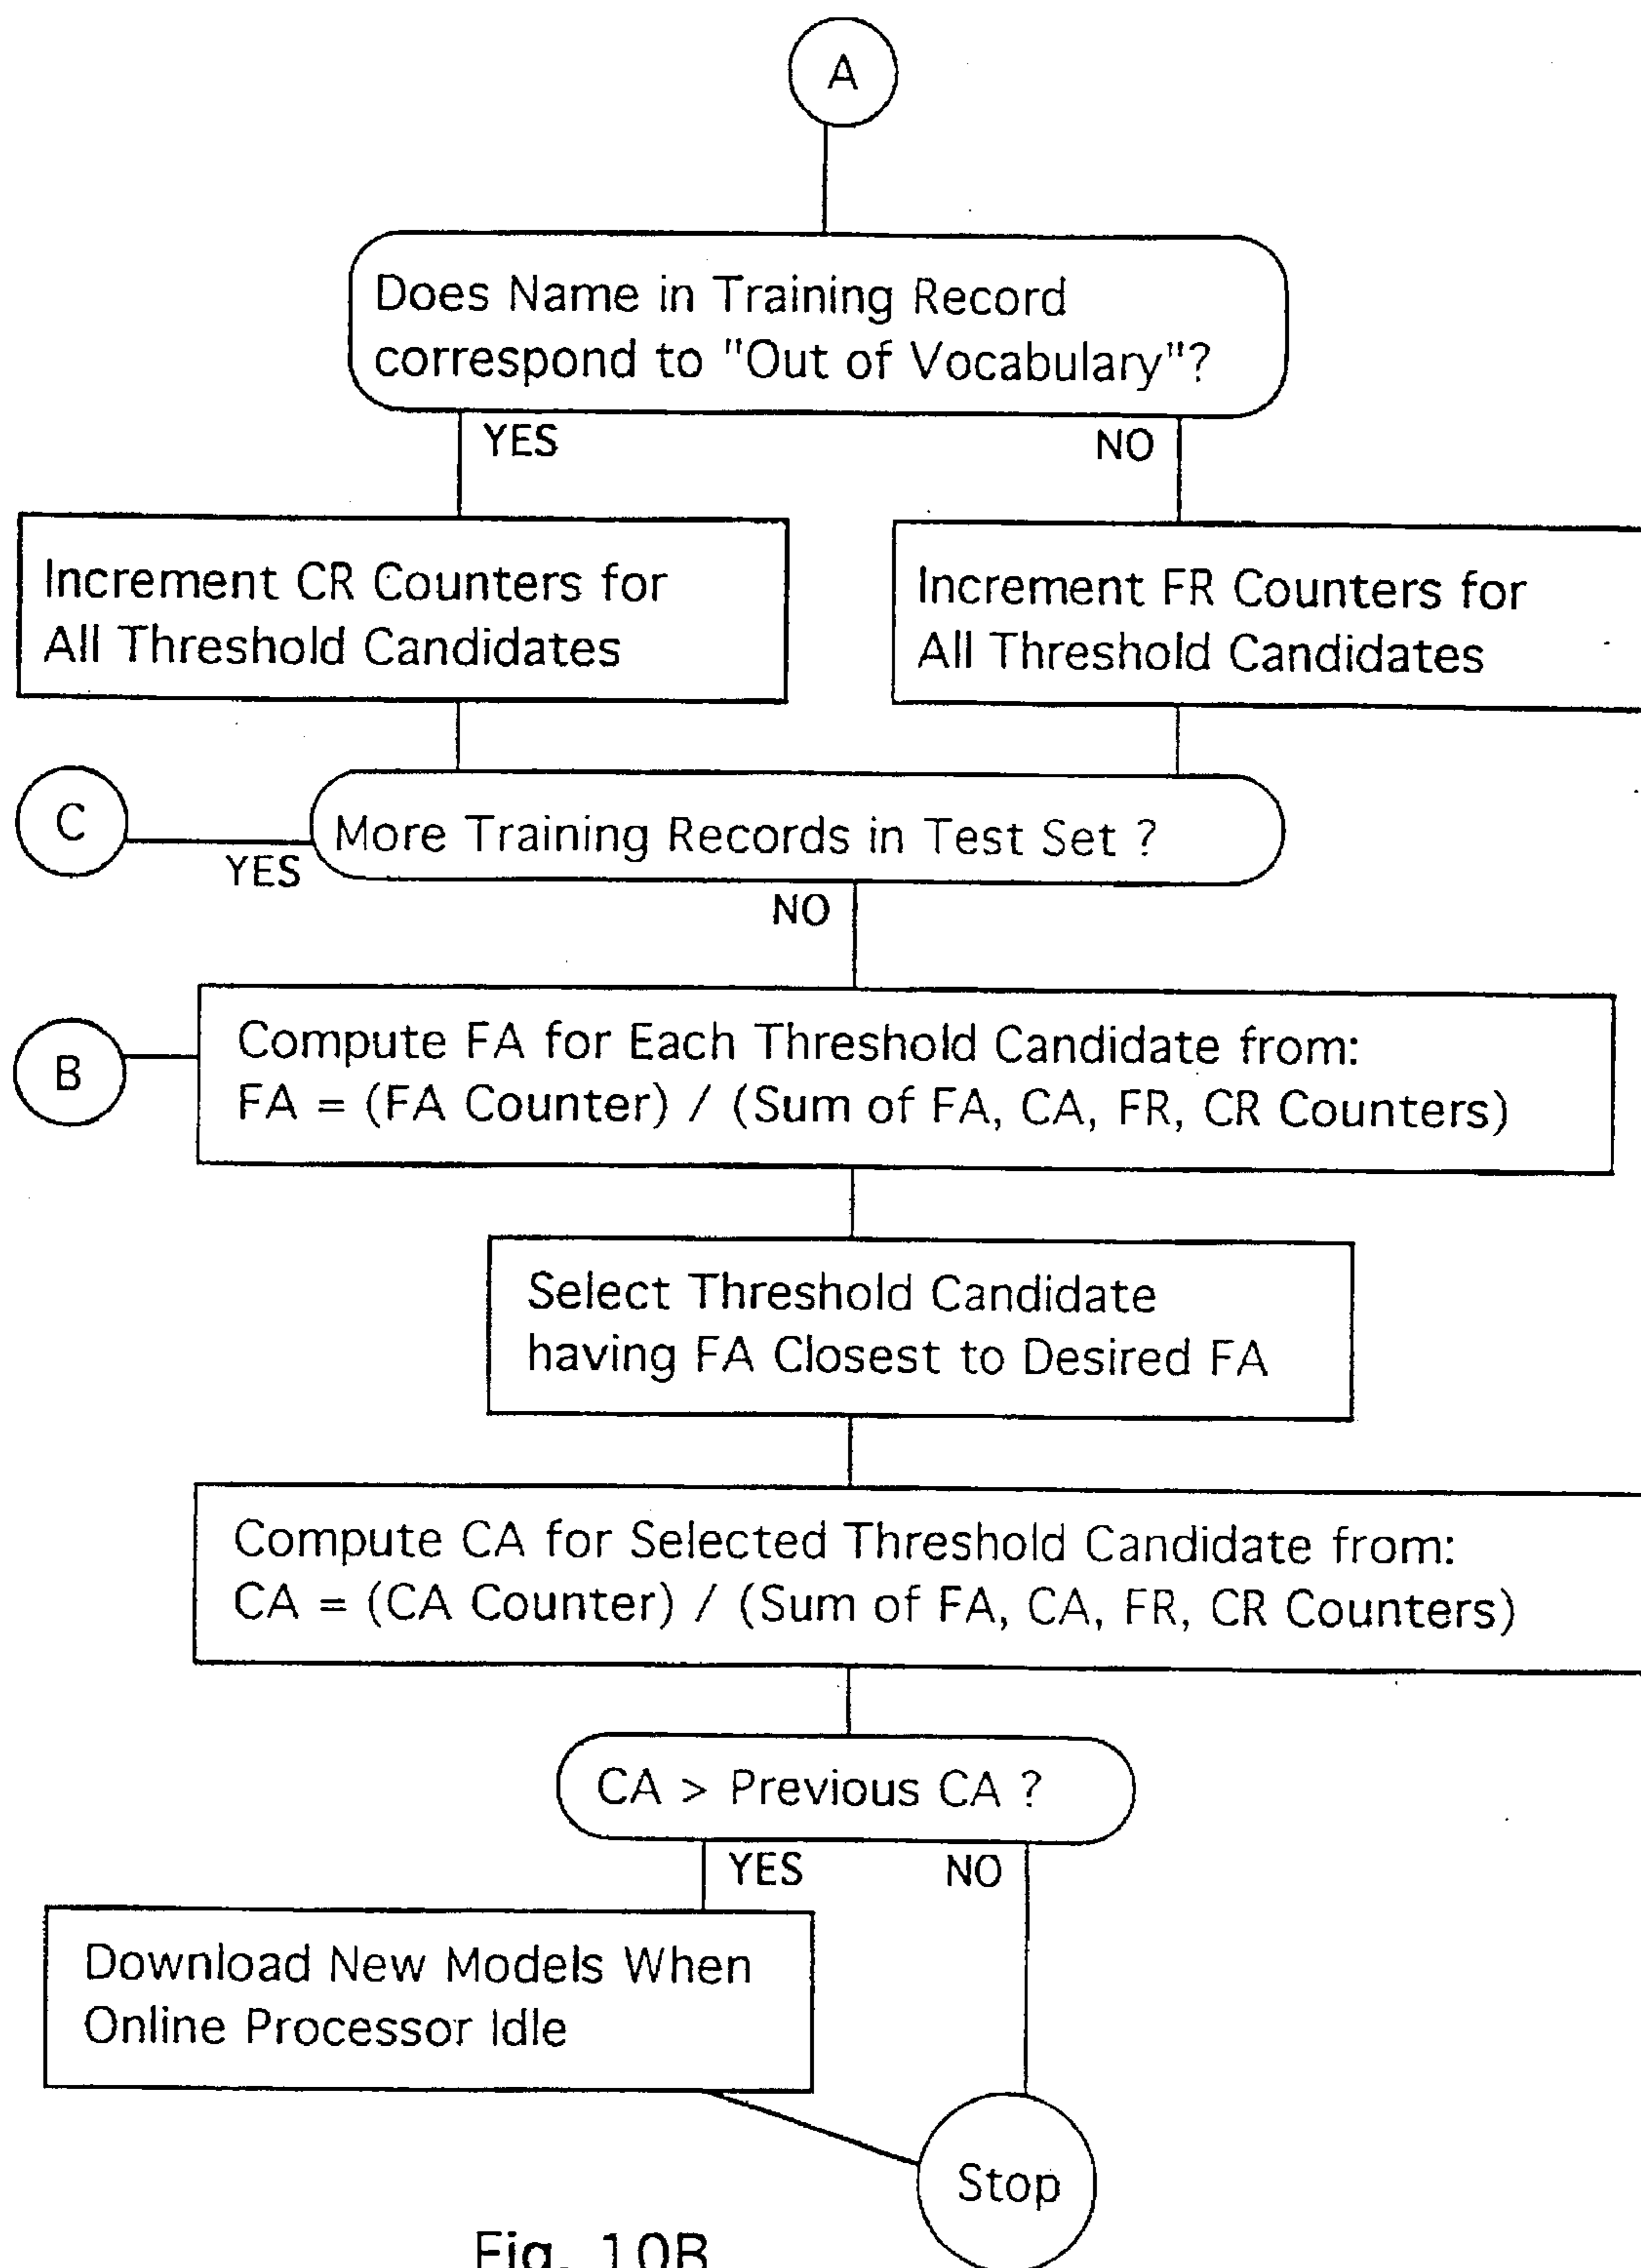 A
Does Name in Training Record
correspond to "Out of Vocabulary"?
YES
NO
Increment CR Counters for
All Threshold Candidates
Increment FR Counters for
All Threshold Candidates
C
YES
More Training Records in Test Set ?
NO
B
Compute FA for Each Threshold Candidate from:
FA = (FA Counter) / (Sum of FA, CA, FR, CR Counters)
Select Threshold Candidate
having FA Closest to Desired FA
Compute CA for Selected Threshold Candidate from:
CA = (CA Counter) / (Sum of FA, CA, FR, CR Counters)
CA > Previous CA ?
YES
NO
Download New Models When
Online Processor Idle
Stop
Fig. 10B